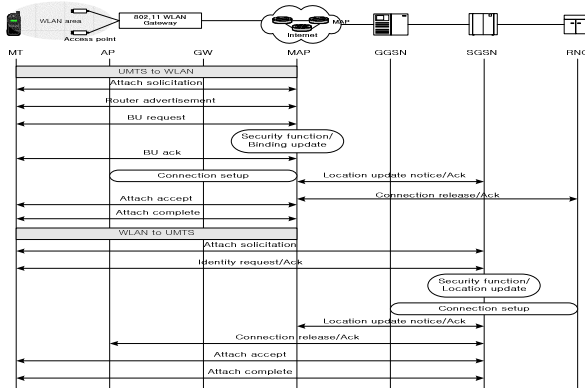 WLAN area
802.11 WLAN
Gateway
Access point
Internet
MAP
MT
AP
GW
MAP
GGSN
SGSN
RNC
UMTS to WLAN
Attach solicitation
Router advertisement
BU request
Security function/
Binding update
BU ack
Connection setup
Location update notice/Ack
Connection release/Ack
Attach accept
Attach complete
WLAN to UMTS
Attach solicitation
Identity request/Ack
Security function/
Location update
Connection setup
Location update notice/Ack
Connection release/Ack
Attach accept
Attach complete